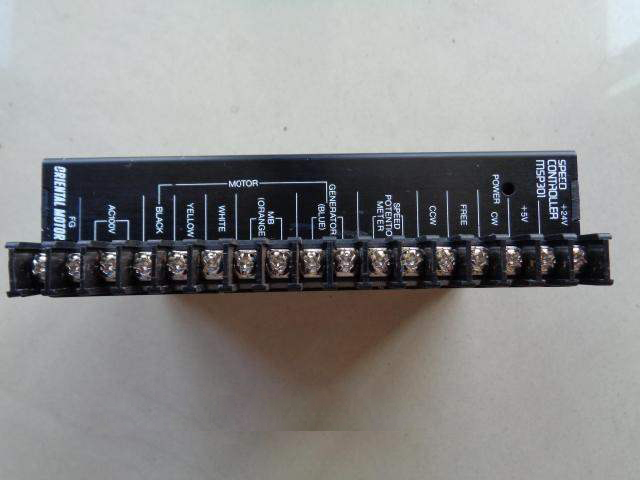 ORIENTAL MOTOR
FG
AC100V
MOTOR
BLACK
YELLOW
WHITE
MB
(ORANGE)
GENERATOR
(BLUE)
SPEED
POTENTIO
METER
CCW
FREE
POWER
CW
+5V
+24V
SPEED
CONTROLLER
MSP301